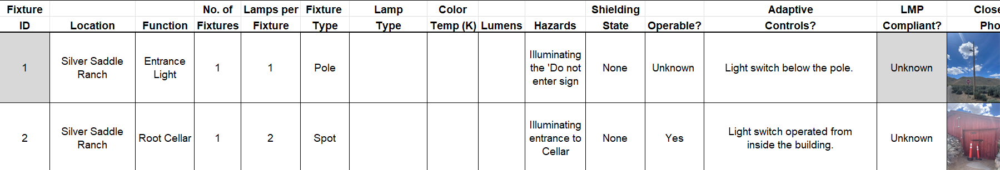 Fixture No. of Lamps per Fixture Lamp Color Shielding Adaptive LMP Close
ID Location Function Fixtures Fixture Type Type Temp (K) Lumens Hazards State Operable? Controls? Compliant? Pho
1
Silver Saddle
Ranch
Entrance
Light
1
1
Pole
Illuminating
the 'Do not
enter sign
None
Unknown
Light switch below the pole.
Unknown
2
Silver Saddle
Ranch
Root Cellar
1
2
Spot
Illuminating
entrance to
Cellar
None
Yes
Light switch operated from
inside the building.
Unknown